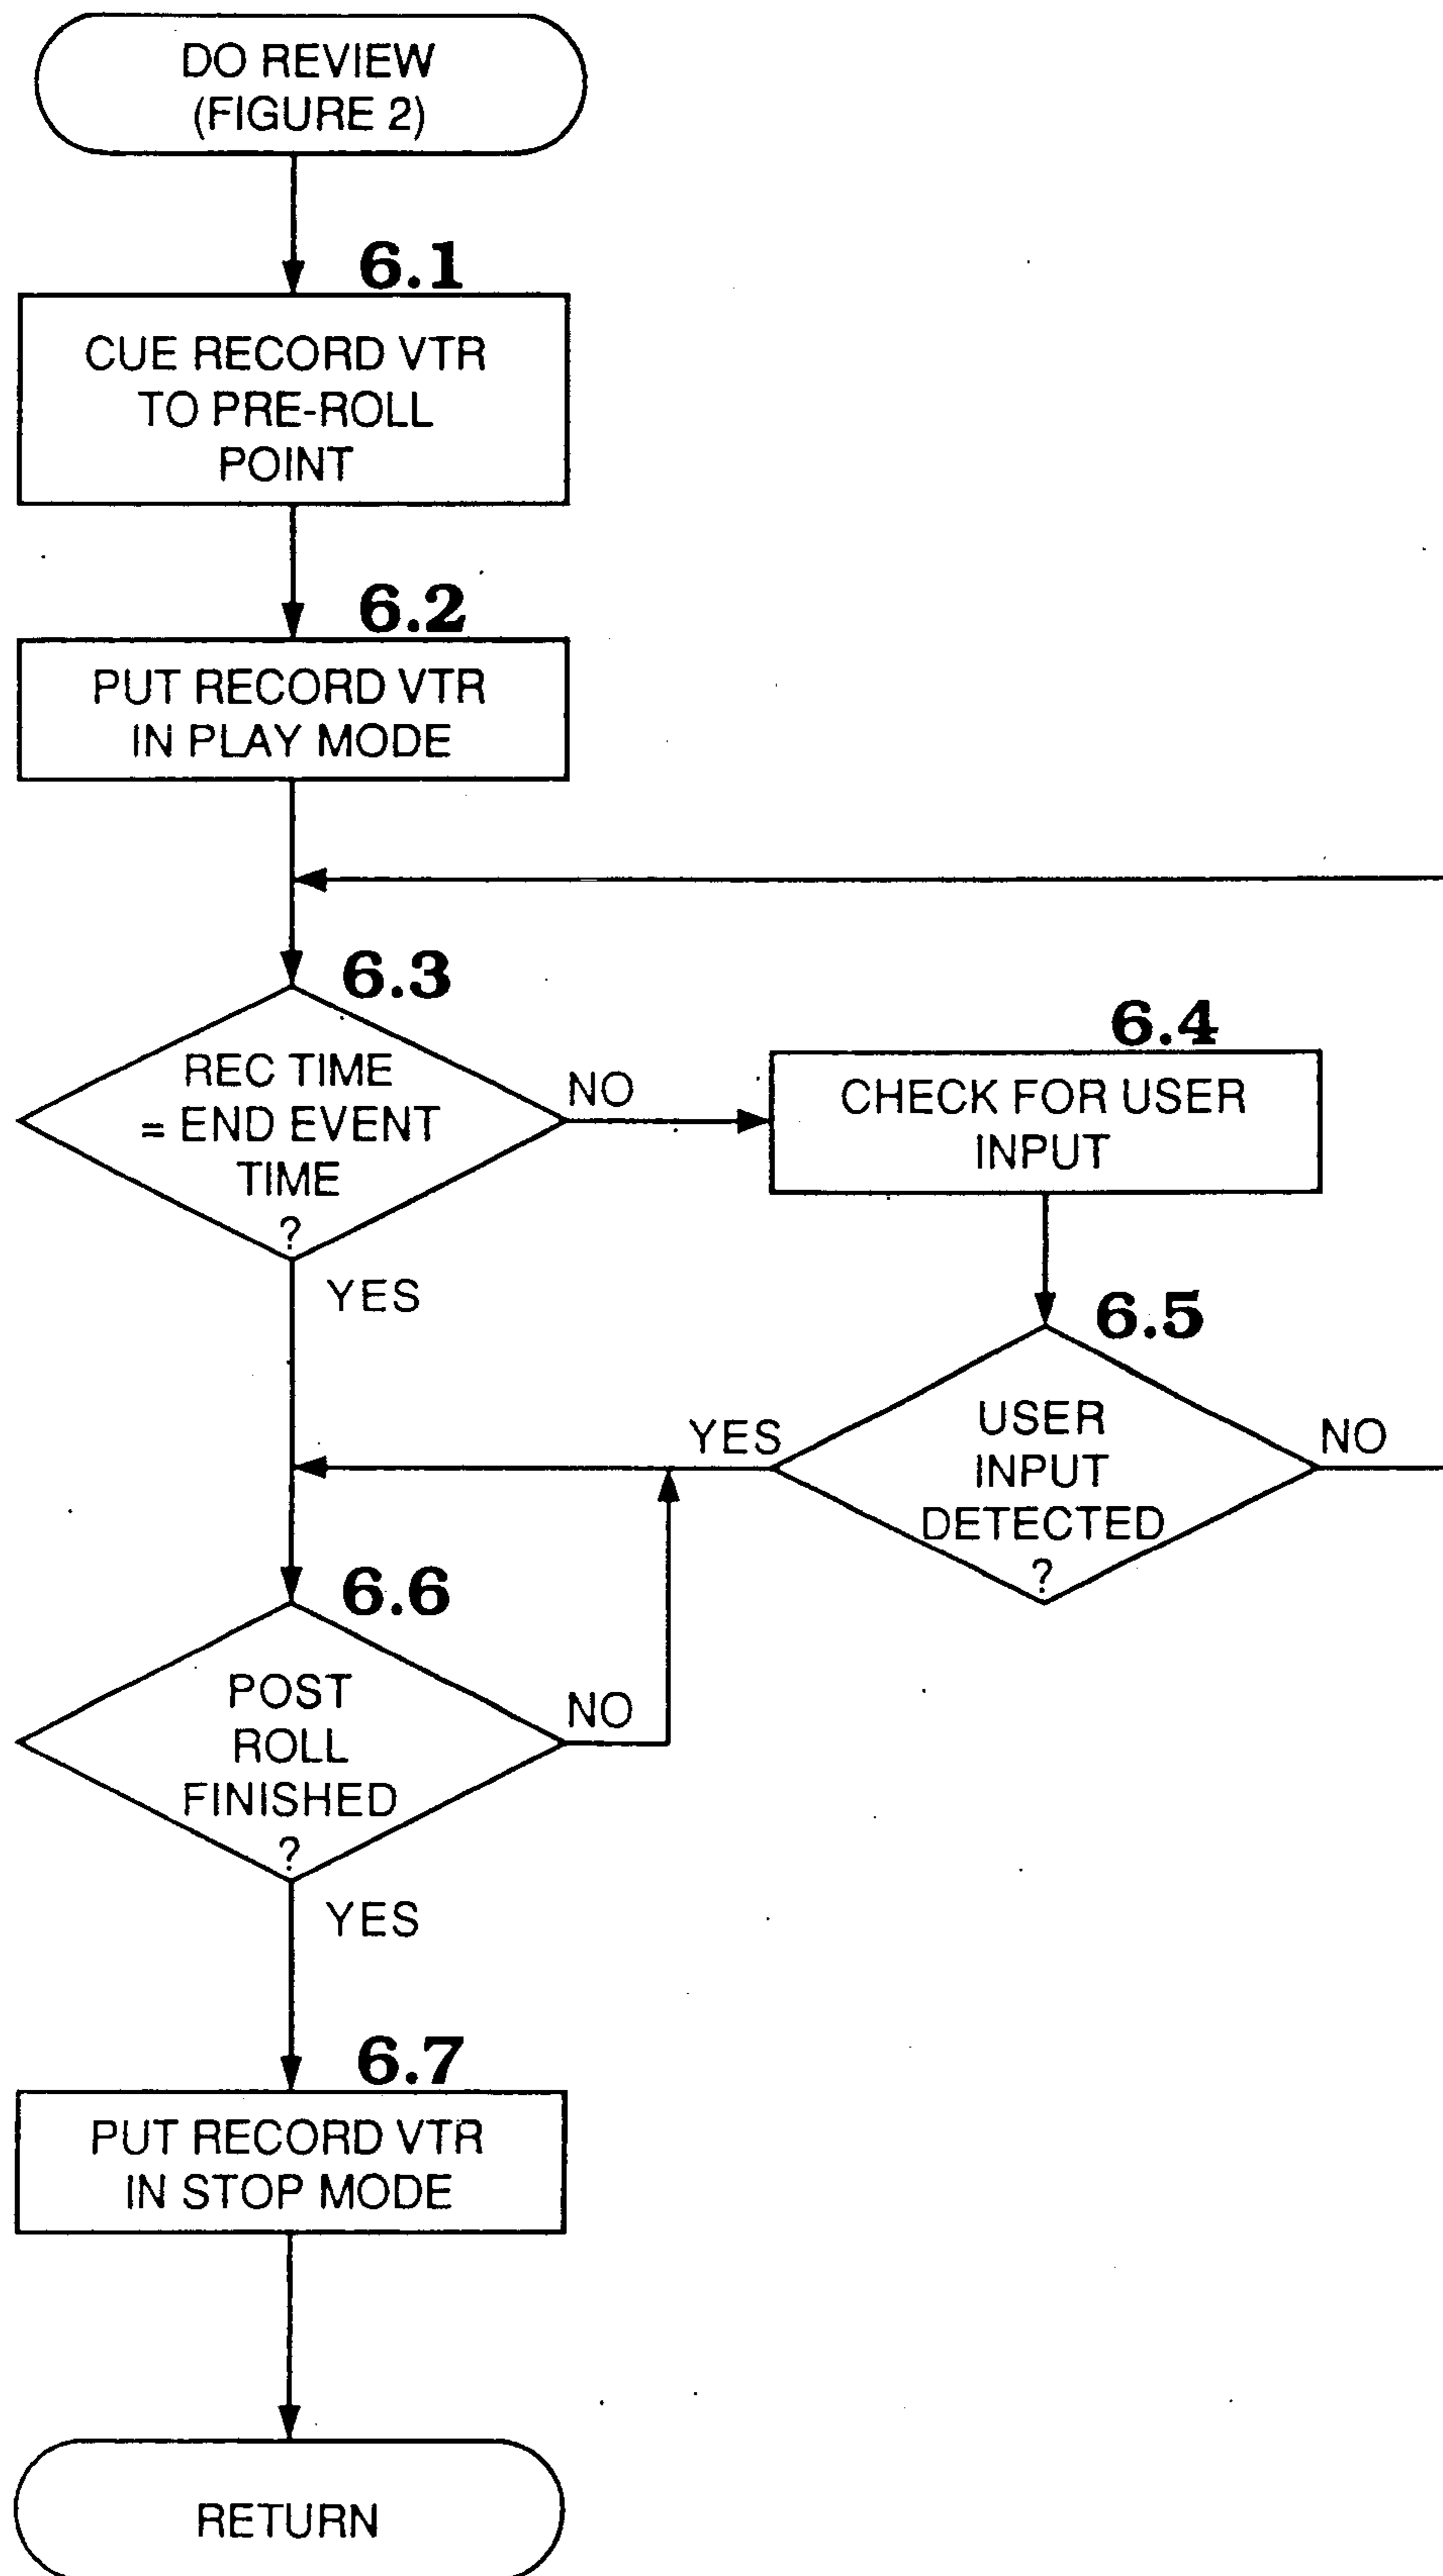 DO REVIEW
(FIGURE 2)
6.1
CUE RECORD VTR
TO PRE-ROLL
POINT
6.2
PUT RECORD VTR
IN PLAY MODE
6.3
REC TIME
= END EVENT
TIME
?
NO
YES
6.4
CHECK FOR USER
INPUT
6.5
USER
INPUT
DETECTED
?
YES
NO
6.6
POST
ROLL
FINISHED
?
NO
YES
6.7
PUT RECORD VTR
IN STOP MODE
RETURN